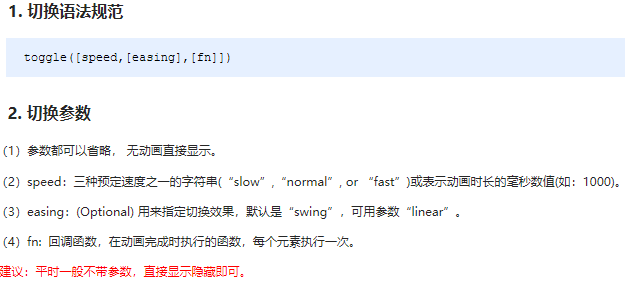 1. 切换语法规范
toggle([speed,[easing],[fn]])
2. 切换参数
（1）参数都可以省略， 无动画直接显示。
（2）speed：三种预定速度之一的字符串(“slow”,“normal”, or “fast”)或表示动画时长的毫秒数值(如：1000)。
（3）easing：(Optional) 用来指定切换效果，默认是“swing”，可用参数“linear”。
（4）fn: 回调函数，在动画完成时执行的函数，每个元素执行一次。
建议：平时一般不带参数，直接显示隐藏即可。